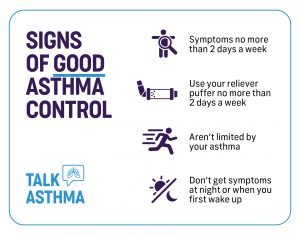 SIGNS
OF GOOD
ASTHMA
CONTROL
Symptoms no more
than 2 days a week
Use your reliever
puffer no more than
2 days a week
Aren't limited by
your asthma
Don't get symptoms
at night or when you
first wake up
TALK
ASTHMA